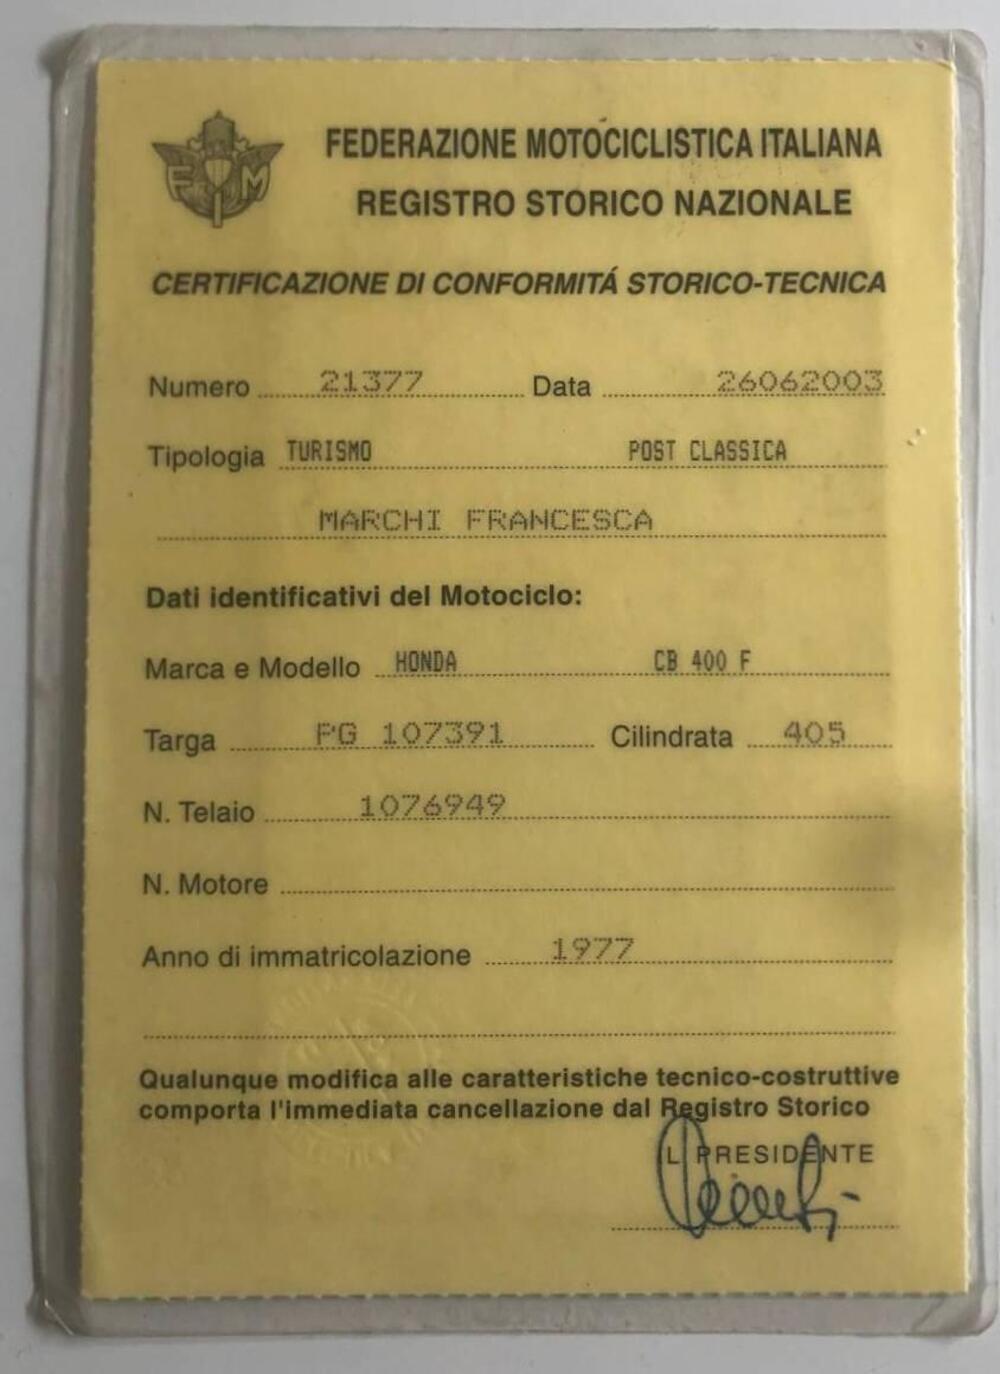 FIM
FEDERAZIONE MOTOCICLISTICA ITALIANA
REGISTRO STORICO NAZIONALE
CERTIFICAZIONE DI CONFORMITÁ STORICO-TECNICA
Numero 21377 Data 26062003
Tipologia TURISMO POST CLASSICA
MARCHI FRANCESCA
Dati identificativi del Motociclo:
Marca e Modello HONDA CB 400 F
Targa PG 107391 Cilindrata 405
N. Telaio 1076949
N. Motore
Anno di immatricolazione 1977
Qualunque modifica alle caratteristiche tecnico-costruttive
comporta l'immediata cancellazione dal Registro Storico
IL PRESIDENTE